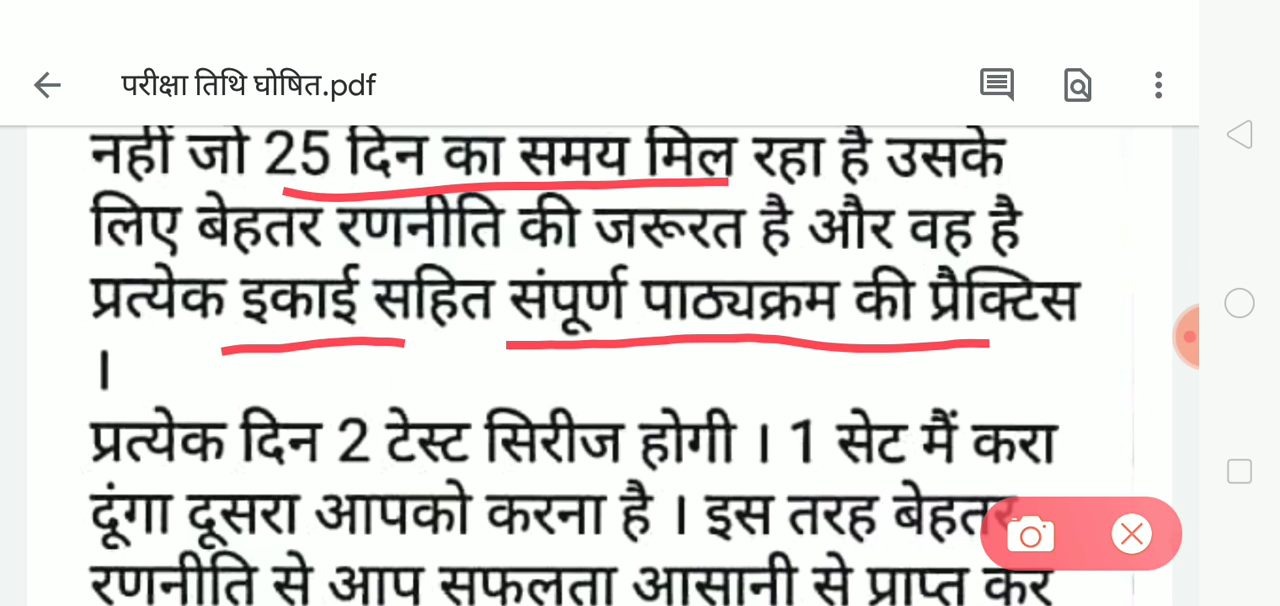 परीक्षा तिथि घोषित.pdf
नहीं जो 25 दिन का समय मिल रहा है उसके
लिए बेहतर रणनीति की जरूरत है और वह है
प्रत्येक इकाई सहित संपूर्ण पाठ्यक्रम की प्रैक्टिस
।
प्रत्येक दिन 2 टेस्ट सिरीज होगी । 1 सेट मैं करा
दूंगा दूसरा आपको करना है । इस तरह बेहतर
रणनीति से आप सफलता आसानी से प्राप्त कर